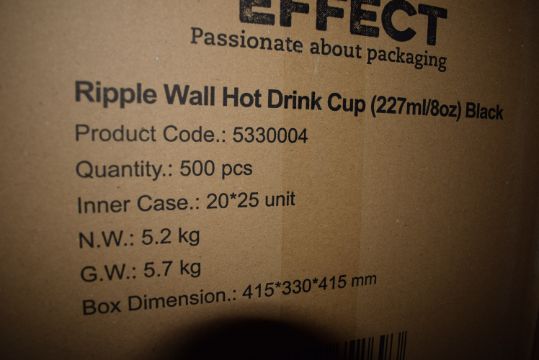 EFFECT
Passionate about packaging
Ripple Wall Hot Drink Cup (227ml/8oz) Black
Product Code.: 5330004
Quantity.: 500 pcs
Inner Case.: 20*25 unit
N.W.: 5.2 kg
G.W.: 5.7 kg
Box Dimension.: 415*330*415 mm